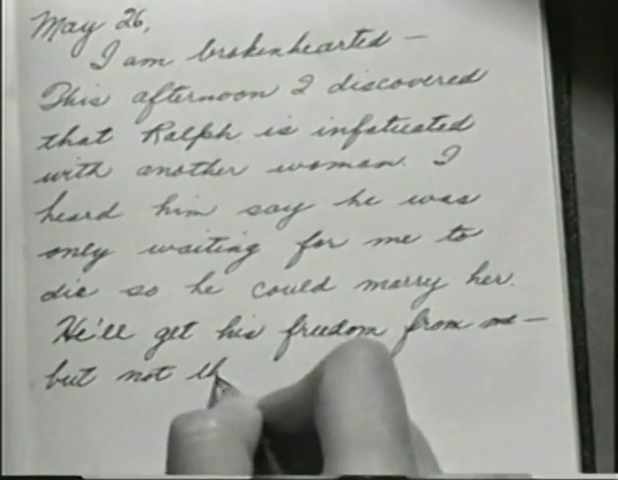 May 26,
I am brokenhearted —
This afternoon I discovered
that Ralph is infatuated
with another woman. I
heard him say he was
only waiting for me to
die so he could marry her.
He'll get his freedom from me —
but not th